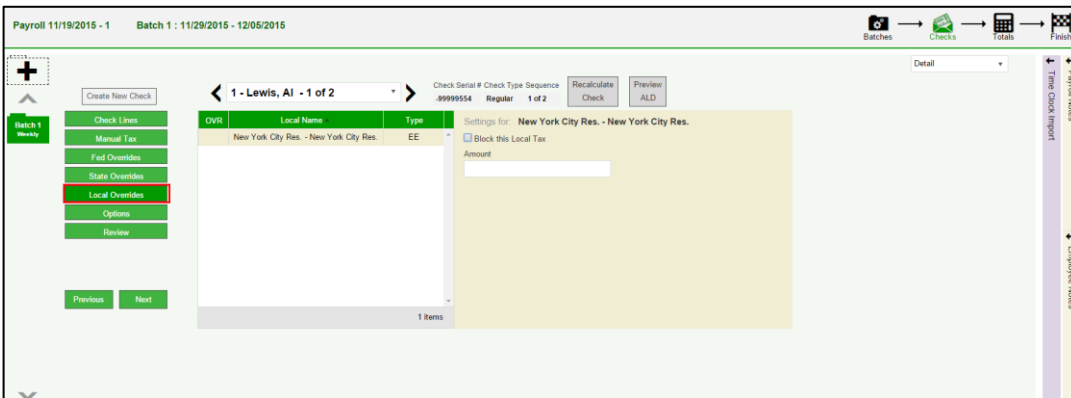 Payroll 11/19/2015 - 1 Batch 1 : 11/29/2015 - 12/05/2015
Batches Checks Totals Finish
Detail
Create New Check
1 - Lewis, Al - 1 of 2
Check Serial # Check Type Sequence
-99999554 Regular 1 of 2
Recalculate Check
Preview ALD
Batch 1
Weekly
Check Lines
Manual Tax
Fed Overrides
State Overrides
Local Overrides
Options
Review
Previous Next
OVR Local Name Type
New York City Res. - New York City Res. EE
1 items
Settings for: New York City Res. - New York City Res.
Block this Local Tax
Amount
Time Clock Import
Payroll Notes
Employee Notes